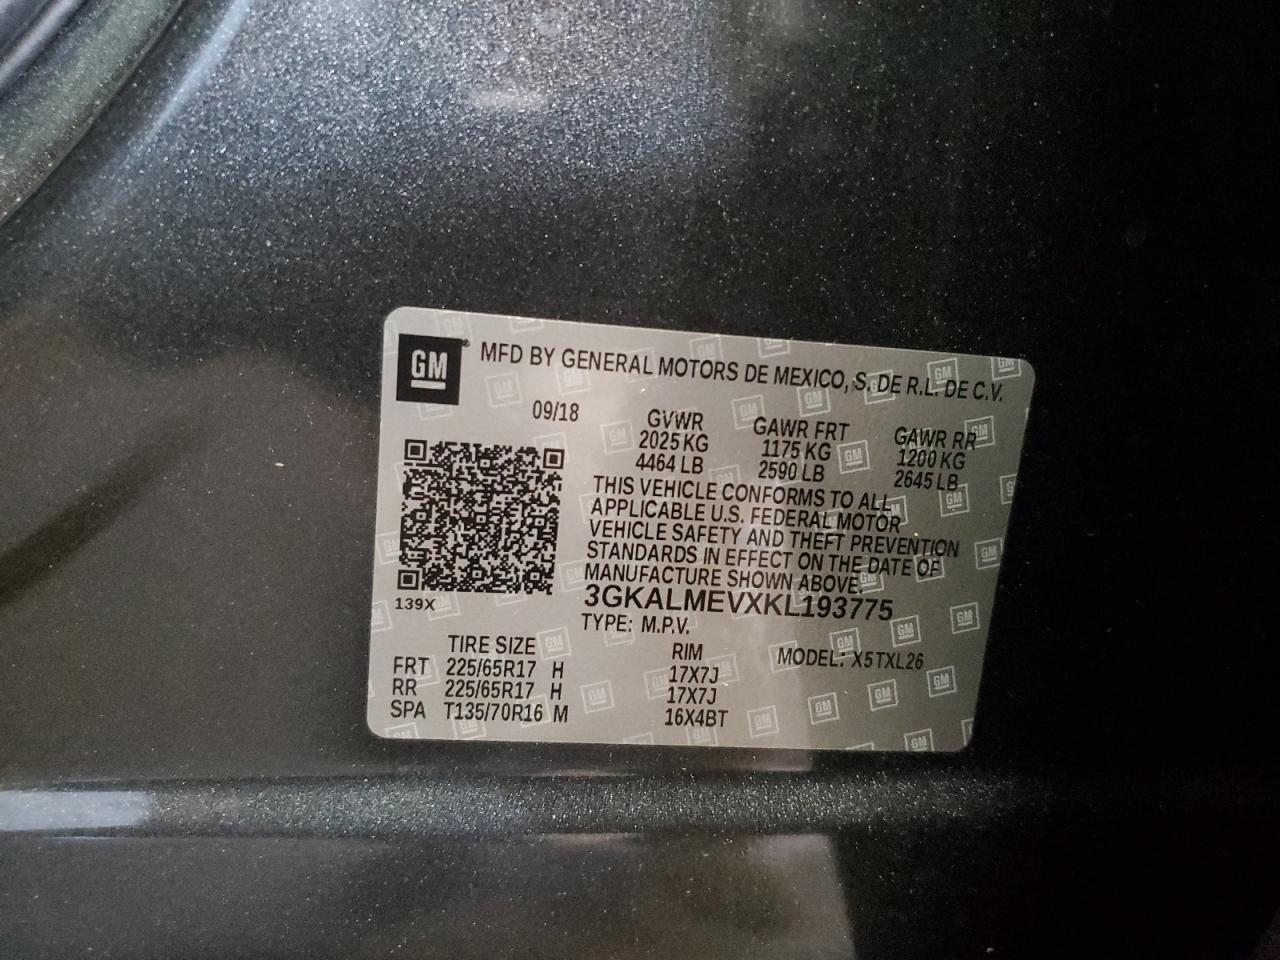 GM MFD BY GENERAL MOTORS DE MEXICO, S. DE R.L. DE C.V.
09/18 GVWR GAWR FRT GAWR RR
2025 KG 1175 KG 1200 KG
4464 LB 2590 LB 2645 LB
THIS VEHICLE CONFORMS TO ALL
APPLICABLE U.S. FEDERAL MOTOR
VEHICLE SAFETY AND THEFT PREVENTION
STANDARDS IN EFFECT ON THE DATE OF
MANUFACTURE SHOWN ABOVE.
139X 3GKALMEVXKL193775
TYPE: M.P.V.
TIRE SIZE RIM MODEL: X5TXL26
FRT 225/65R17 H 17X7J
RR 225/65R17 H 17X7J
SPA T135/70R16 M 16X4BT